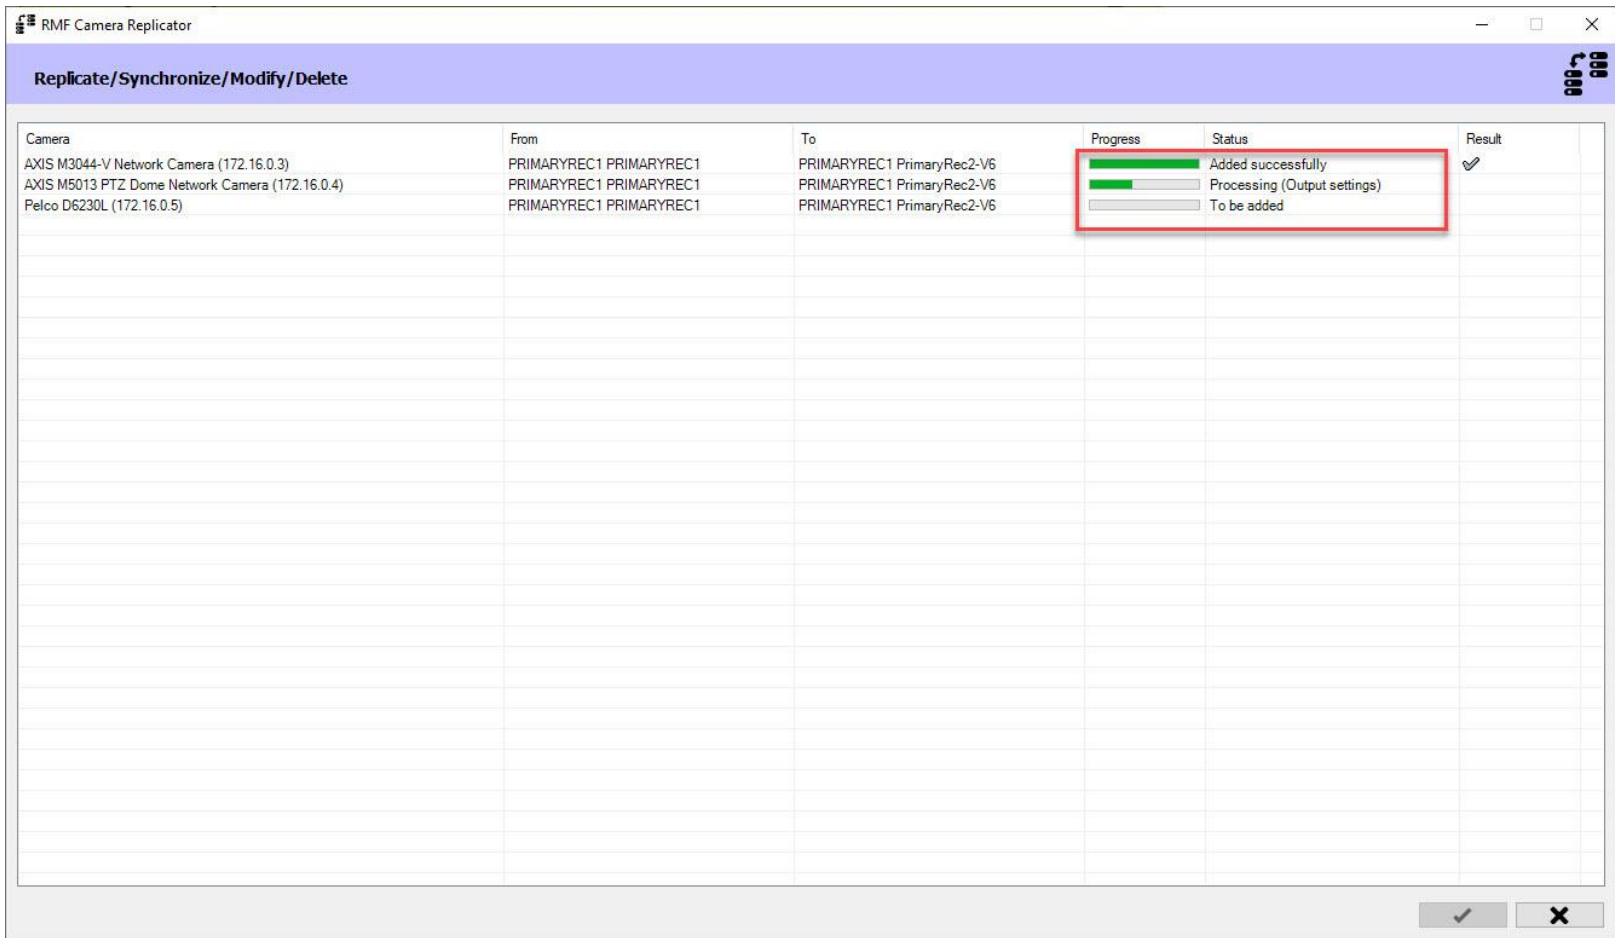 RMF Camera Replicator
Replicate/Synchronize/Modify/Delete
Camera From To Progress Status Result
AXIS M3044-V Network Camera (172.16.0.3) PRIMARYREC1 PRIMARYREC1 PRIMARYREC1 PrimaryRec2-V6 Added successfully
AXIS M5013 PTZ Dome Network Camera (172.16.0.4) PRIMARYREC1 PRIMARYREC1 PRIMARYREC1 PrimaryRec2-V6 Processing (Output settings)
Pelco D6230L (172.16.0.5) PRIMARYREC1 PRIMARYREC1 PRIMARYREC1 PrimaryRec2-V6 To be added